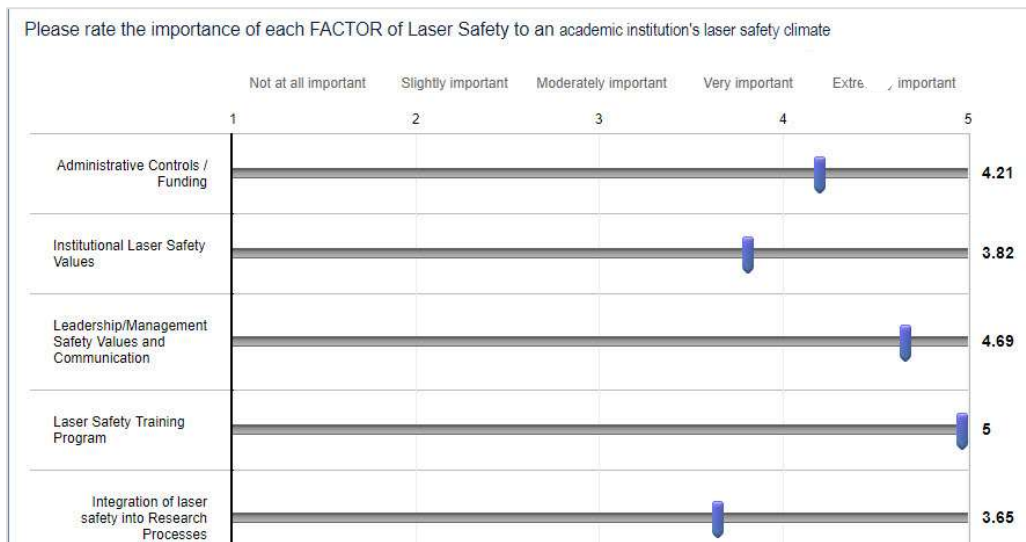 Please rate the importance of each FACTOR of Laser Safety to an academic institution's laser safety climate
Not at all important Slightly important Moderately important Very important important
1 2 3 4 5
Administrative Controls /
Funding
4.21
Institutional Laser Safety
Values
3.82
Leadership/Management
Safety Values and
Communication
4.69
Laser Safety Training
Program
5
Integration of laser
safety into Research
Processes
3.65